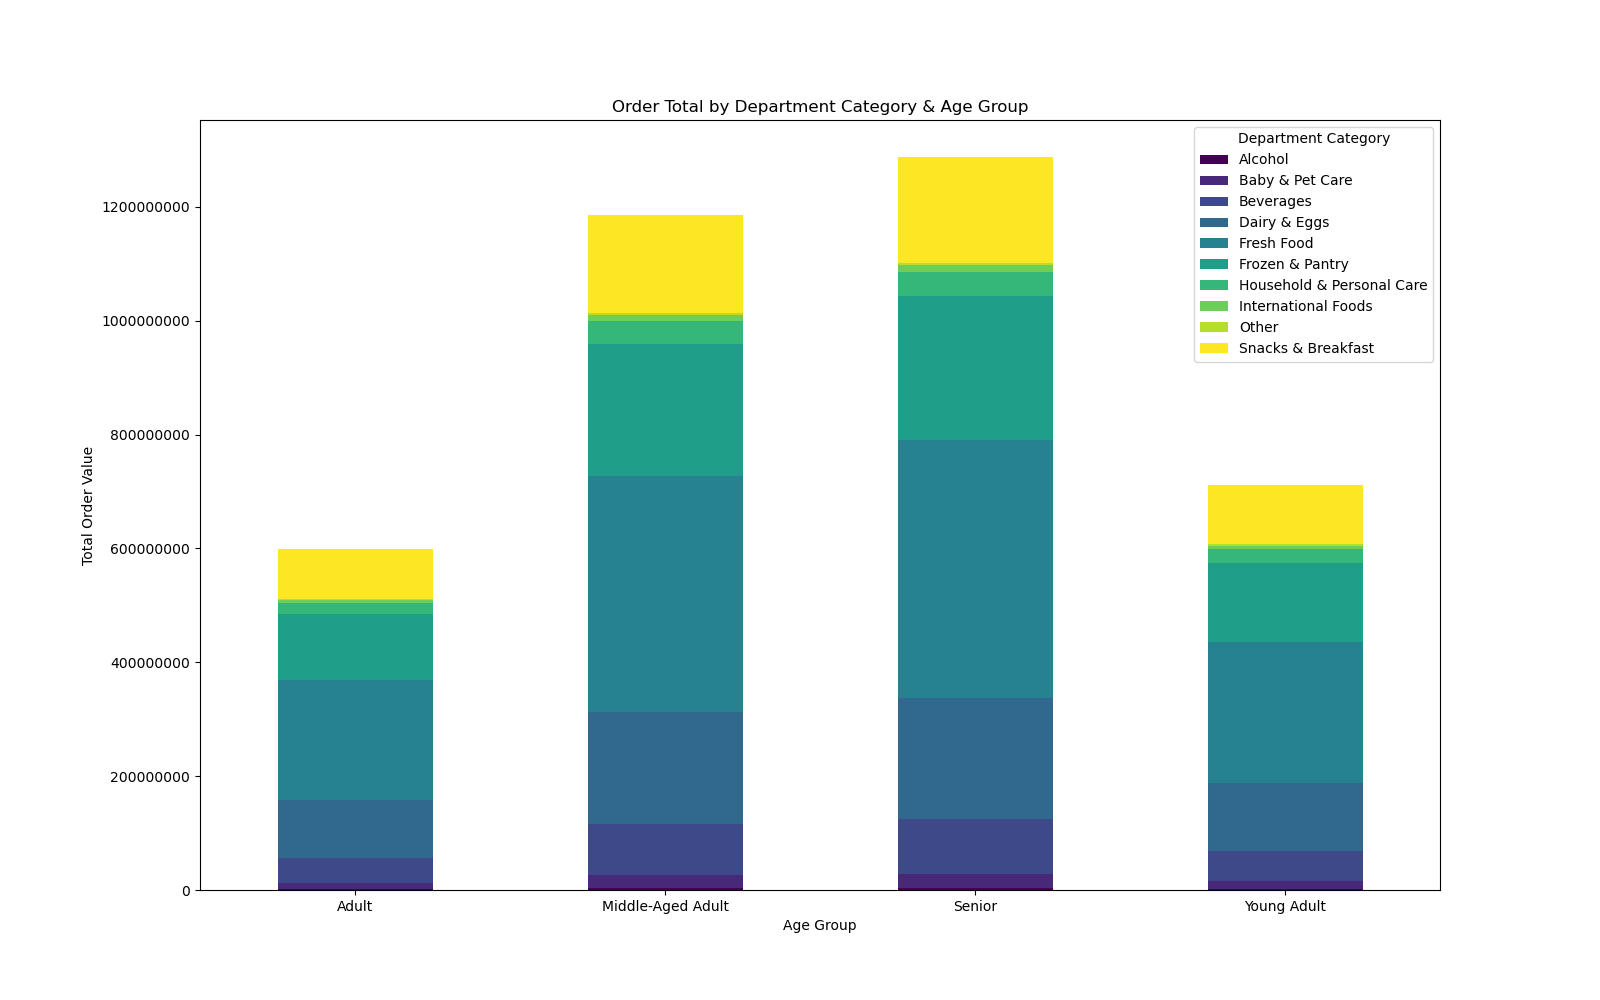 Order Total by Department Category & Age Group
Department Category
Alcohol
Baby & Pet Care
Beverages
Dairy & Eggs
Fresh Food
Frozen & Pantry
Household & Personal Care
International Foods
Other
Snacks & Breakfast
Total Order Value
1200000000
1000000000
800000000
600000000
400000000
200000000
0
Adult
Middle-Aged Adult
Senior
Young Adult
Age Group